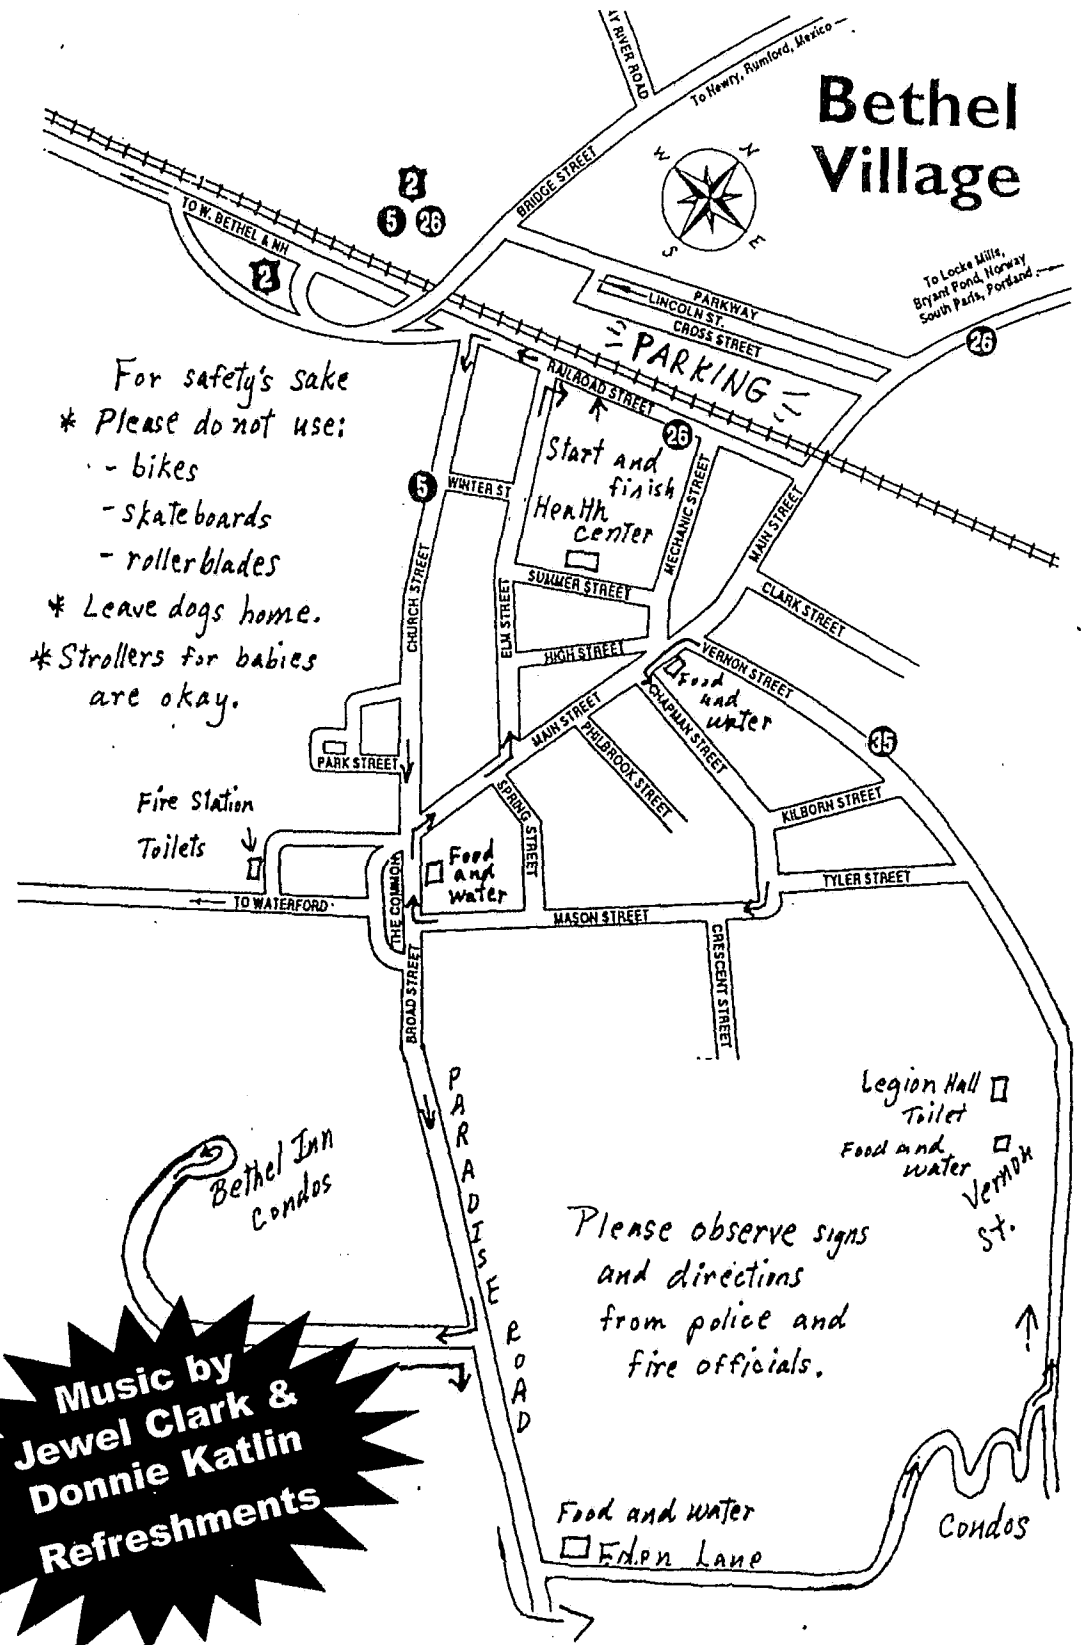 AY RIVER ROAD
To Newry, Rumford, Mexico
Bethel
Village
BRIDGE STREET
W
N
S
E
2
5 26
TO W. BETHEL & NH
2
To Locke Mills,
Bryant Pond, Norway
South Paris, Portland
26
PARKWAY
LINCOLN ST.
CROSS STREET
PARKING
RAILROAD STREET
26
For safety's sake
* Please do not use:
- bikes
- skateboards
- rollerblades
* Leave dogs home.
* Strollers for babies
are okay.
Start and
finish
Health
center
5
WINTER ST
CHURCH STREET
ELM STREET
SUMMER STREET
MECHANIC STREET
MAIN STREET
CLARK STREET
HIGH STREET
VERNON STREET
Food
and
water
MAIN STREET
CHAPMAN STREET
PHILBROOK STREET
35
PARK STREET
SPRING STREET
KILBORN STREET
Fire Station
Toilets
Food
and
water
TYLER STREET
TO WATERFORD
THE COMMON
MASON STREET
CRESCENT STREET
BROAD STREET
PARADISE ROAD
Legion Hall
Toilet
Food and
water
Vernon
St.
Bethel Inn
Condos
Please observe signs
and directions
from police and
fire officials.
Music by
Jewel Clark &
Donnie Katlin
Refreshments
Food and water
Eden Lane
Condos